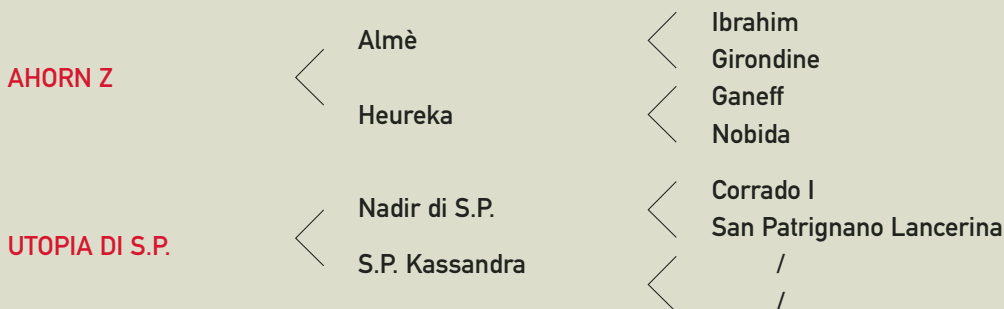 AHORN Z
Almè
Ibrahim
Girondine
Heureka
Ganeff
Nobida
UTOPIA DI S.P.
Nadir di S.P.
Corrado I
San Patrignano Lancerina
S.P. Kassandra
/
/